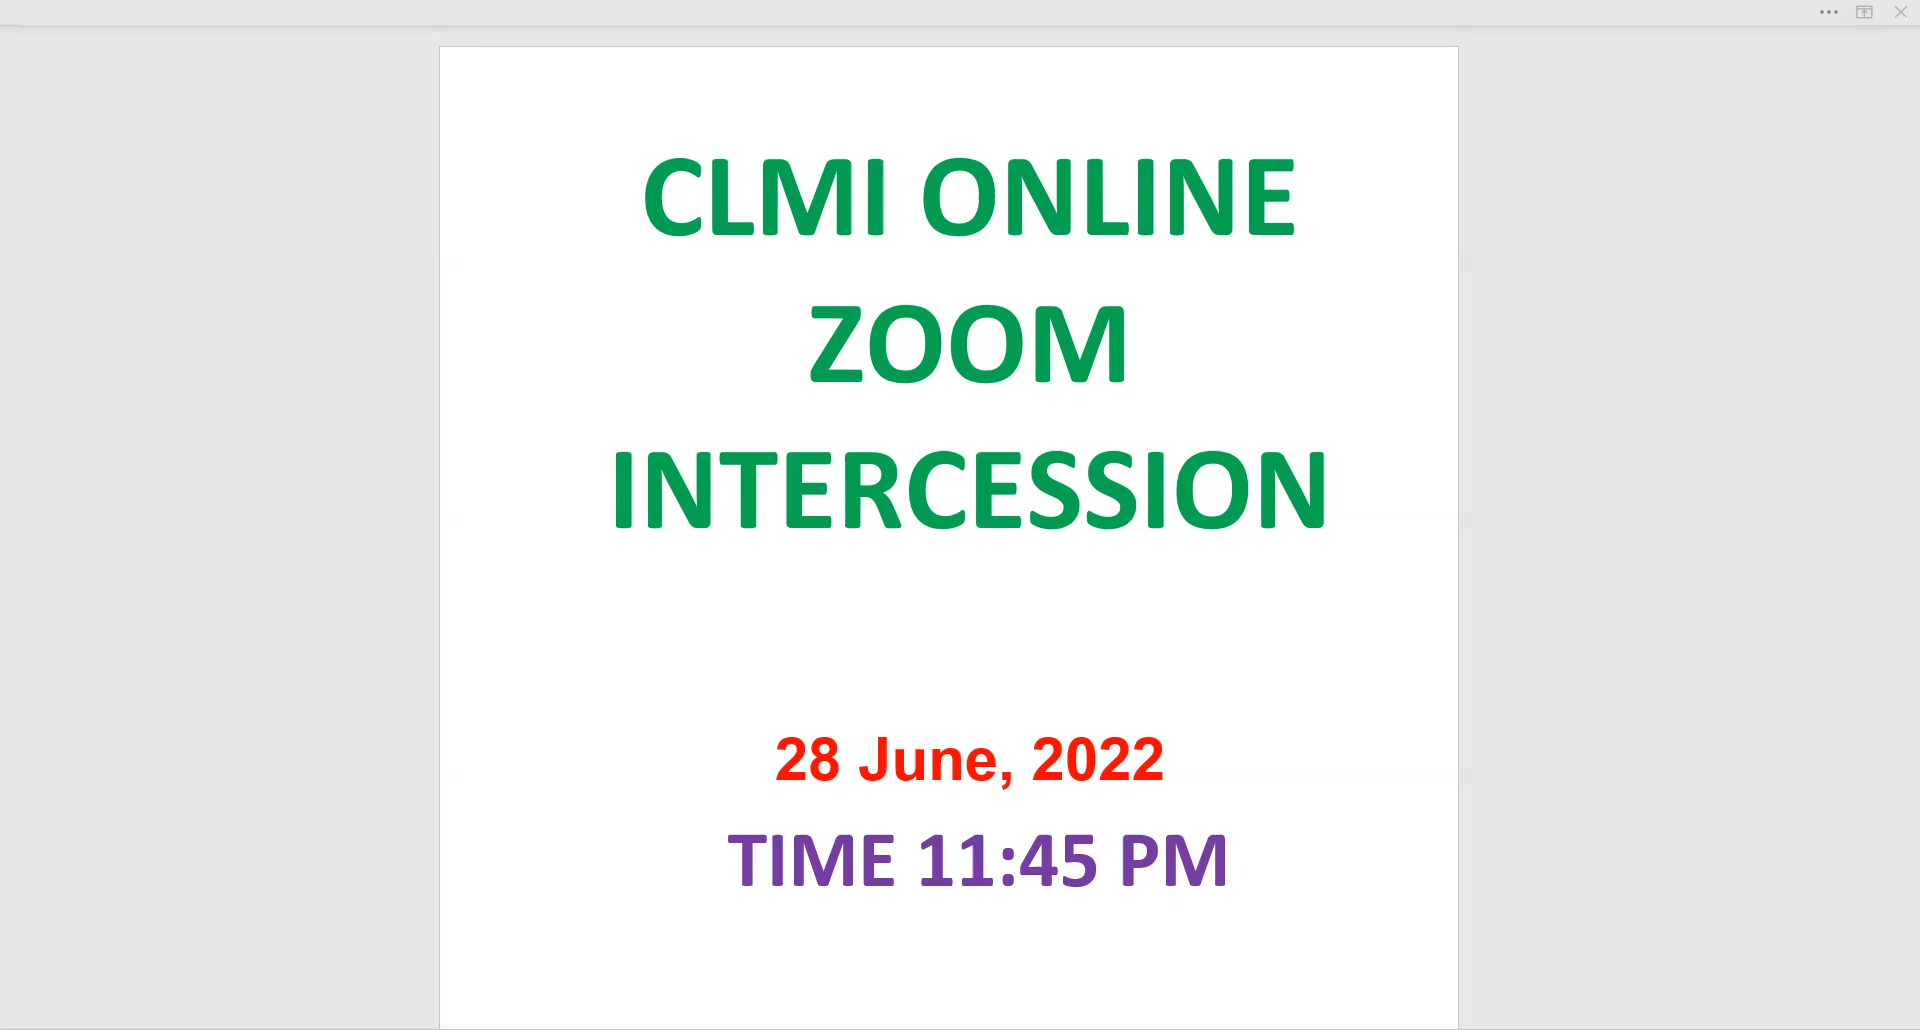 CLMI ONLINE
ZOOM
INTERCESSION
28 June, 2022
TIME 11:45 PM